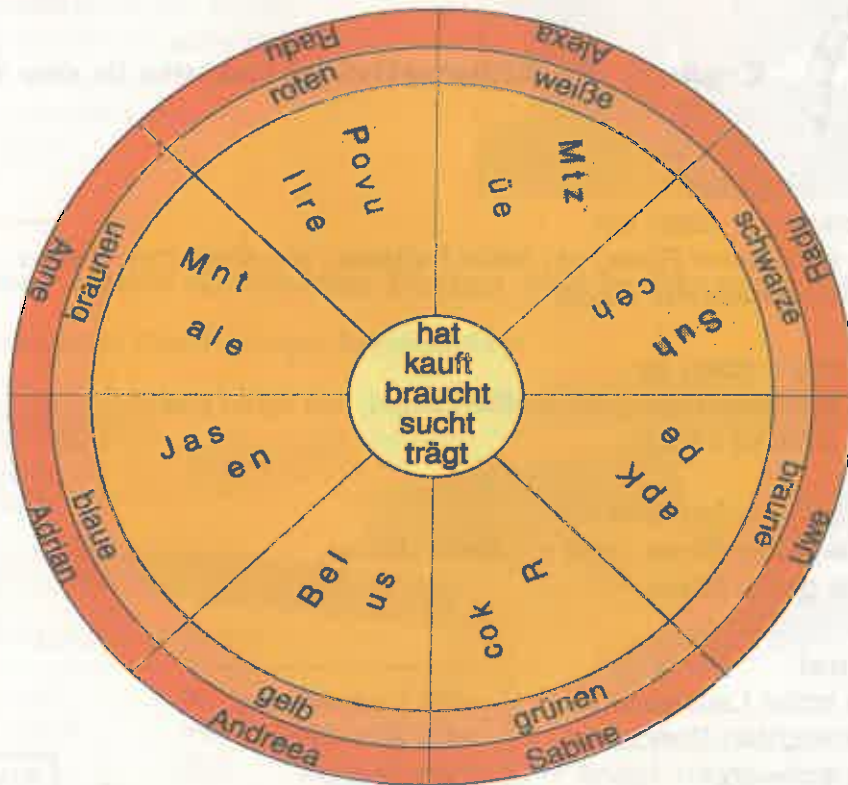 Radu
roten
Povu
llre
Alexa
weiße
Mtz
üe
Radu
schwarze
ceh
Suh
Uwe
braune
pe
apK
Sabine
grünen
R
cok
Andreea
gelb
Bel
us
Adrian
blaue
Jas
en
Anne
braunen
Mnt
ale
hat
kauft
braucht
sucht
trägt